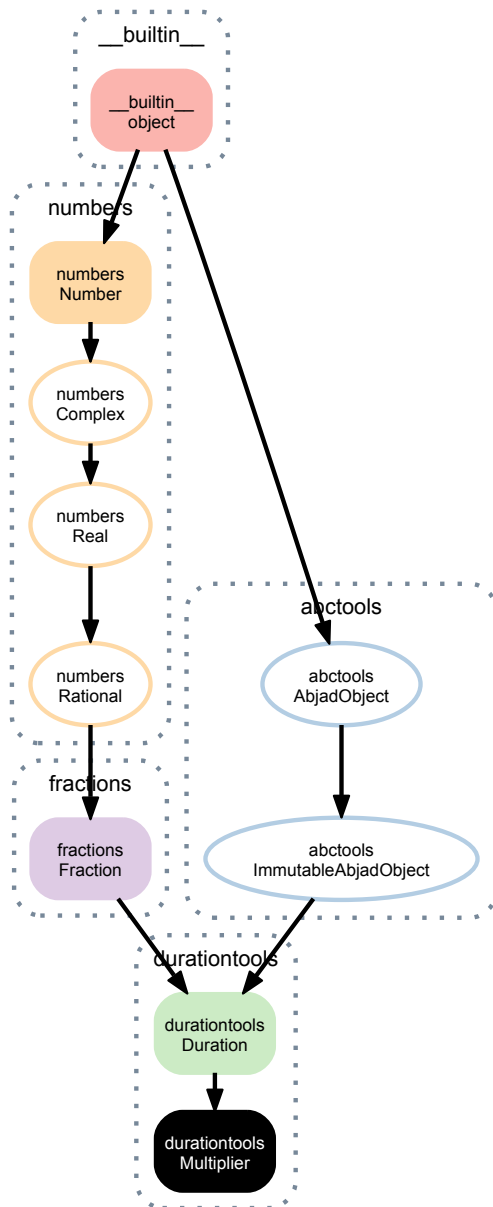 __builtin__
__builtin__
object
numbers
numbers
Number
numbers
Complex
numbers
Real
abctools
numbers
Rational
abctools
AbjadObject
fractions
fractions
Fraction
abctools
ImmutableAbjadObject
durationtools
durationtools
Duration
durationtools
Multiplier